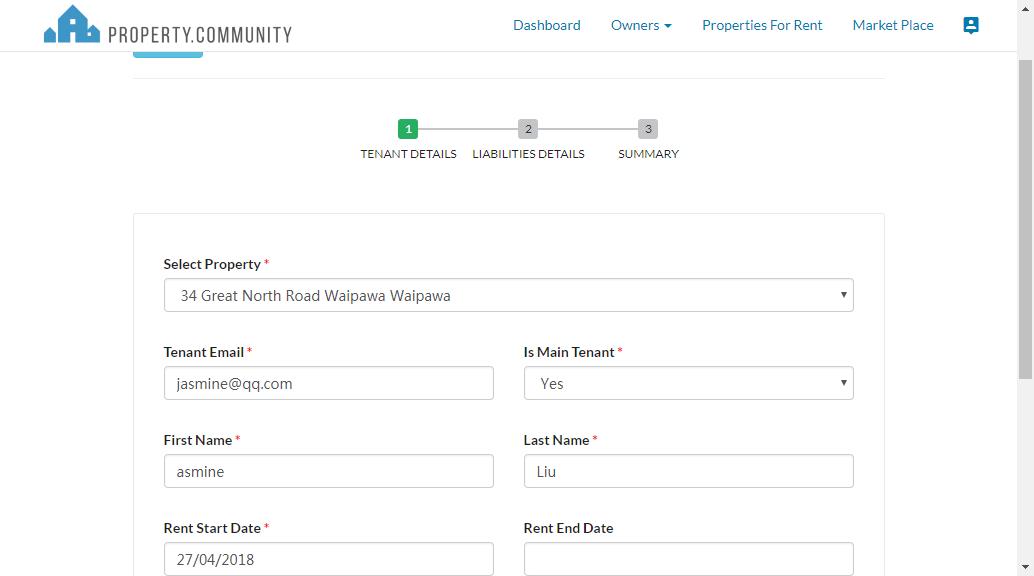 PROPERTY.COMMUNITY
Dashboard Owners Properties For Rent Market Place
1 2 3
TENANT DETAILS LIABILITIES DETAILS SUMMARY
Select Property *
34 Great North Road Waipawa Waipawa
Tenant Email * Is Main Tenant *
jasmine@qq.com Yes
First Name * Last Name *
asmine Liu
Rent Start Date * Rent End Date
27/04/2018